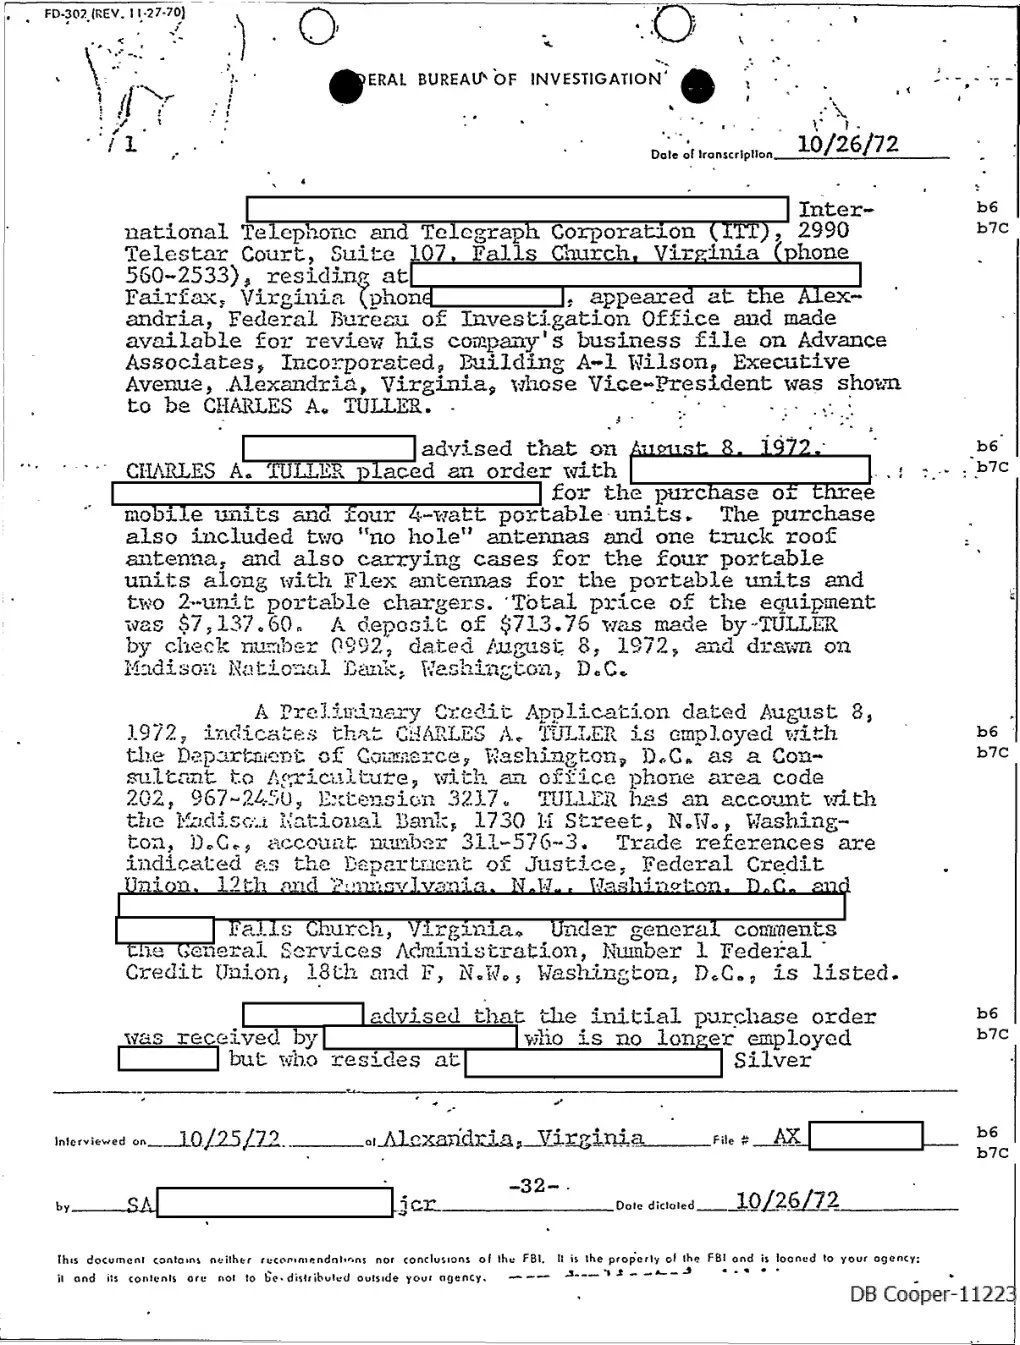 FD-302 (REV. 11-27-70)
ERAL BUREAU OF INVESTIGATION
1
Date of transcription 10/26/72
Inter-
b6
national Telephone and Telegraph Corporation (ITT), 2990
b7C
Telestar Court, Suite 107, Falls Church, Virginia (phone
560-2533), residing at
Fairfax, Virginia (phone , appeared at the Alex-
andria, Federal Bureau of Investigation Office and made
available for review his company's business file on Advance
Associates, Incorporated, Building A-1 Wilson, Executive
Avenue, Alexandria, Virginia, whose Vice-President was shown
to be CHARLES A. TULLER.
advised that on August 8, 1972,
b6
CHARLES A. TULLER placed an order with
b7C
for the purchase of three
mobile units and four 4-watt portable units. The purchase
also included two "no hole" antennas and one truck roof
antenna, and also carrying cases for the four portable
units along with Flex antennas for the portable units and
two 2-unit portable chargers. Total price of the equipment
was $7,137.60. A deposit of $713.76 was made by TULLER
by check number 0992, dated August 8, 1972, and drawn on
Madison National Bank, Washington, D.C.
A Preliminary Credit Application dated August 8,
1972, indicates that CHARLES A. TULLER is employed with
b6
the Department of Commerce, Washington, D.C. as a Con-
b7C
sultant to Agriculture, with an office phone area code
202, 967-2450, Extension 3217. TULLER has an account with
the Madison National Bank, 1730 M Street, N.W., Washing-
ton, D.C., account number 311-576-3. Trade references are
indicated as the Department of Justice, Federal Credit
Union, 12th and Pennsylvania, N.W., Washington, D.C. and
Falls Church, Virginia. Under general comments
the General Services Administration, Number 1 Federal
Credit Union, 18th and F, N.W., Washington, D.C., is listed.
advised that the initial purchase order
b6
was received by who is no longer employed
b7C
but who resides at Silver
Interviewed on 10/25/72 at Alexandria, Virginia File # AX
b6
b7C
-32-
by SA jcr Date dictated 10/26/72
This document contains neither recommendations nor conclusions of the FBI. It is the property of the FBI and is loaned to your agency;
it and its contents are not to be distributed outside your agency.
DB Cooper-11223